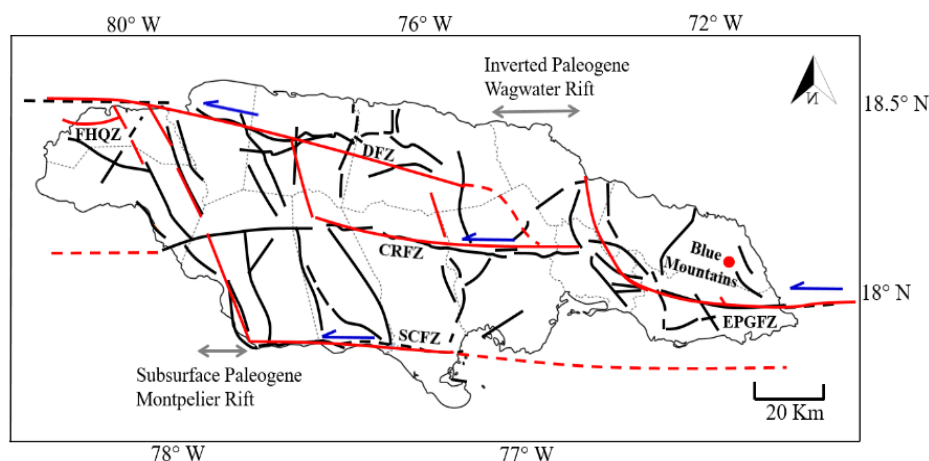 80° W 76° W 72° W
Inverted Paleogene
Wagwater Rift
N
18.5° N
FHQZ
DFZ
CRFZ
Blue
Mountains
18° N
EPGFZ
SCFZ
Subsurface Paleogene
Montpelier Rift
20 Km
78° W 77° W